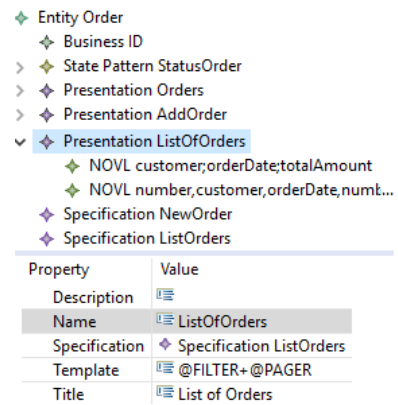 Entity Order
Business ID
State Pattern StatusOrder
Presentation Orders
Presentation AddOrder
Presentation ListOfOrders
NOVL customer;orderDate;totalAmount
NOVL number,customer,orderDate,numb...
Specification NewOrder
Specification ListOrders
Property Value
Description
Name ListOfOrders
Specification Specification ListOrders
Template @FILTER+@PAGER
Title List of Orders